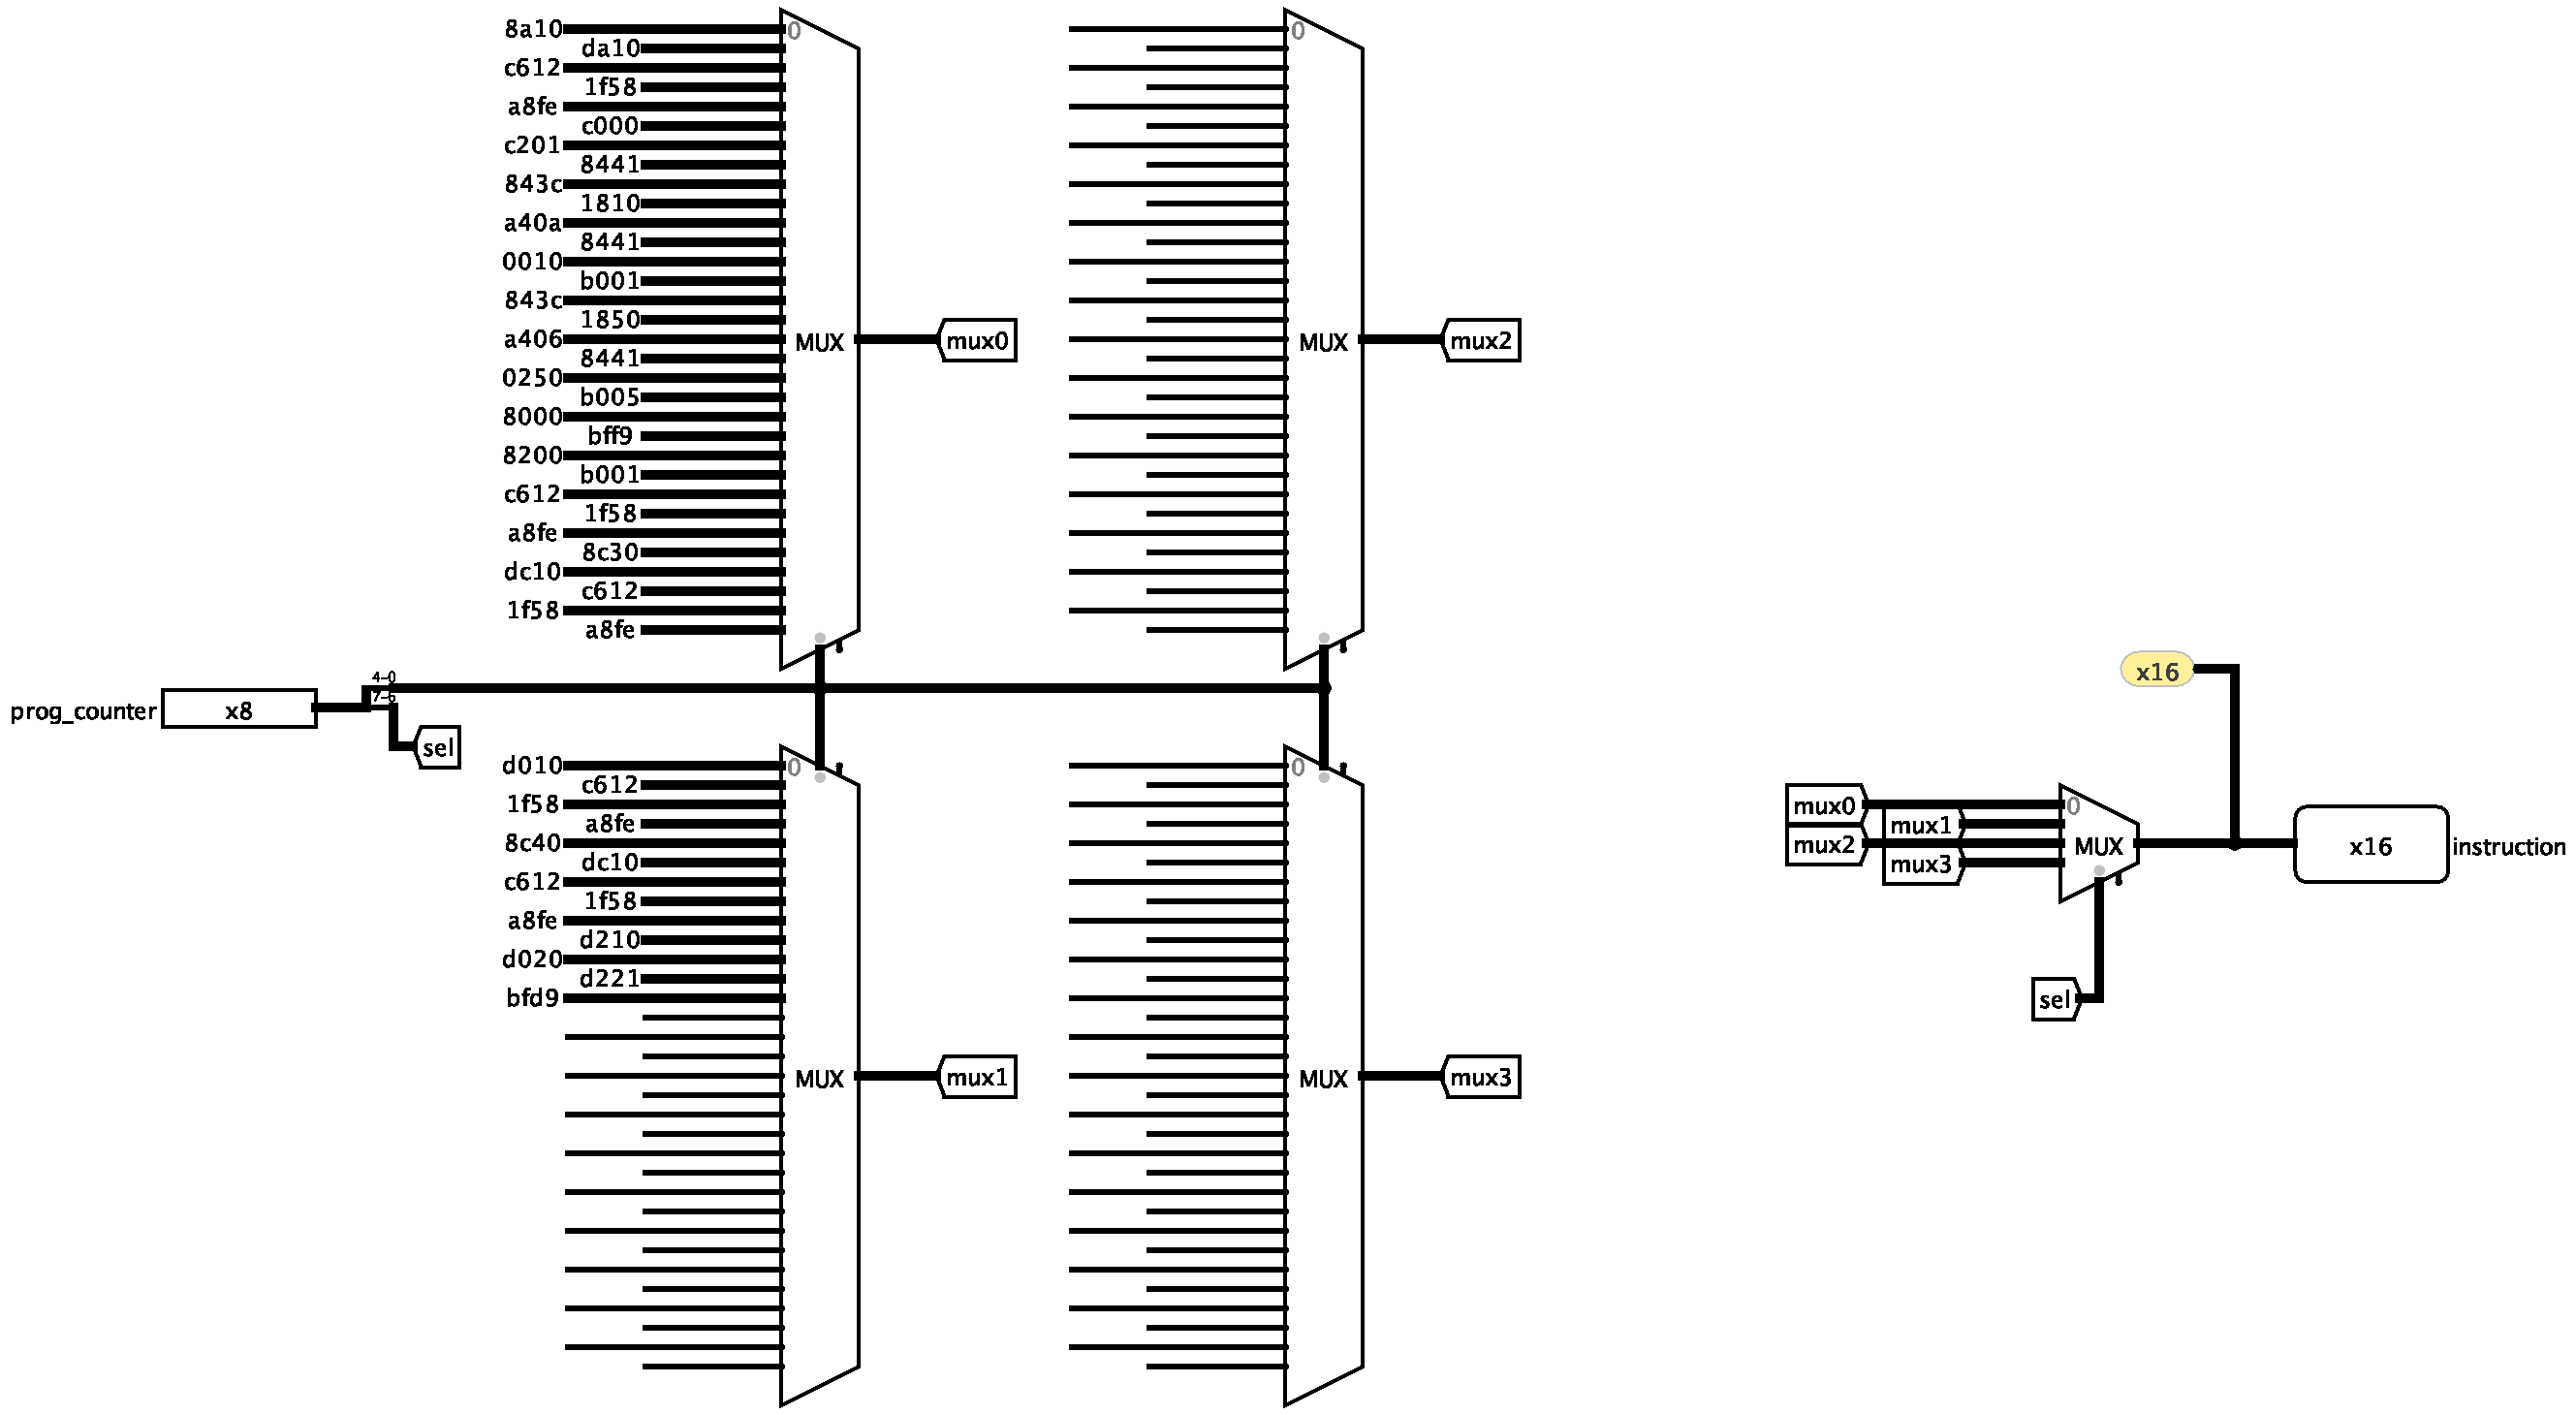 8a10
0
0
da10
c612
1f58
a8fe
c000
c201
8441
843c
1810
a40a
8441
0010
b001
843c
1850
a406
MUX
mux0
MUX
mux2
8441
0250
b005
8000
bff9
8200
b001
c612
1f58
a8fe
8c30
dc10
c612
1f58
a8fe
4-0
prog_counter
x8
sel
x16
d010
0
0
c612
1f58
a8fe
8c40
dc10
c612
1f58
a8fe
d210
d020
d221
bfd9
MUX
mux1
MUX
mux3
mux0
0
mux1
mux2
MUX
mux3
x16
instruction
sel